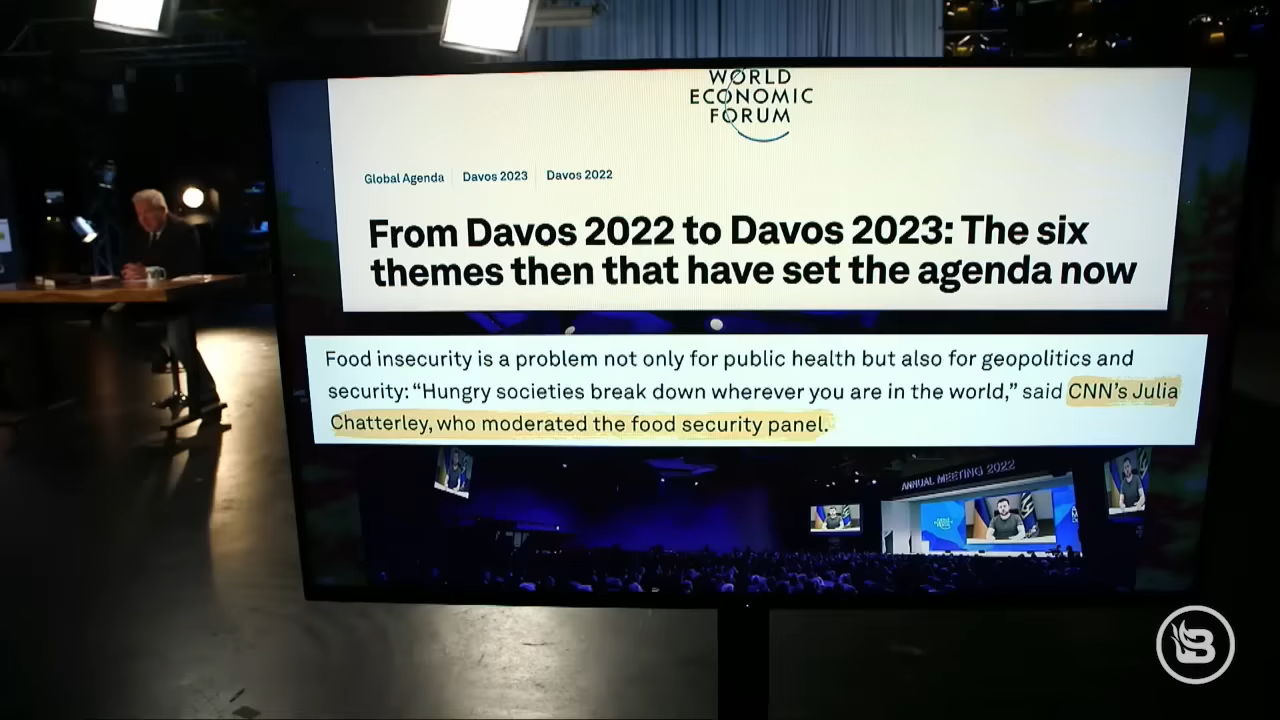 WORLD
ECONOMIC
FORUM
Global Agenda Davos 2023 Davos 2022
From Davos 2022 to Davos 2023: The six
themes then that have set the agenda now
Food insecurity is a problem not only for public health but also for geopolitics and
security: “Hungry societies break down wherever you are in the world,” said CNN’s Julia
Chatterley, who moderated the food security panel.
ANNUAL MEETING 2022
B